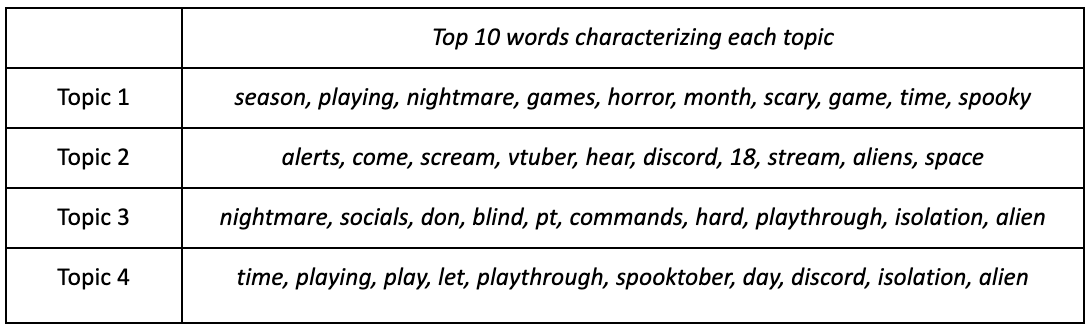 Top 10 words characterizing each topic
Topic 1 season, playing, nightmare, games, horror, month, scary, game, time, spooky
Topic 2 alerts, come, scream, vtuber, hear, discord, 18, stream, aliens, space
Topic 3 nightmare, socials, don, blind, pt, commands, hard, playthrough, isolation, alien
Topic 4 time, playing, play, let, playthrough, spooktober, day, discord, isolation, alien